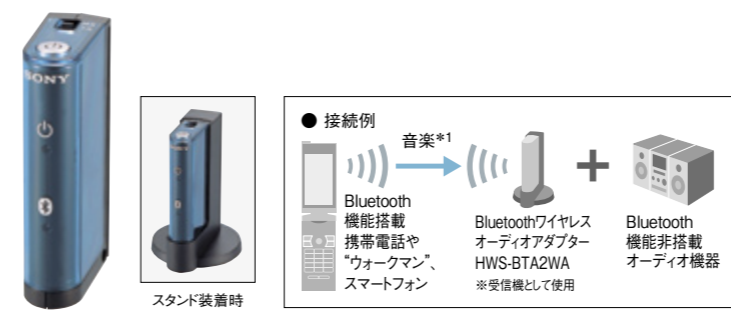 SONY
スタンド装着時
● 接続例
音楽*1
Bluetooth
機能搭載
携帯電話や
“ウォークマン”、
スマートフォン
Bluetoothワイヤレス
オーディオアダプター
HWS-BTA2WA
※受信機として使用
Bluetooth
機能非搭載
オーディオ機器